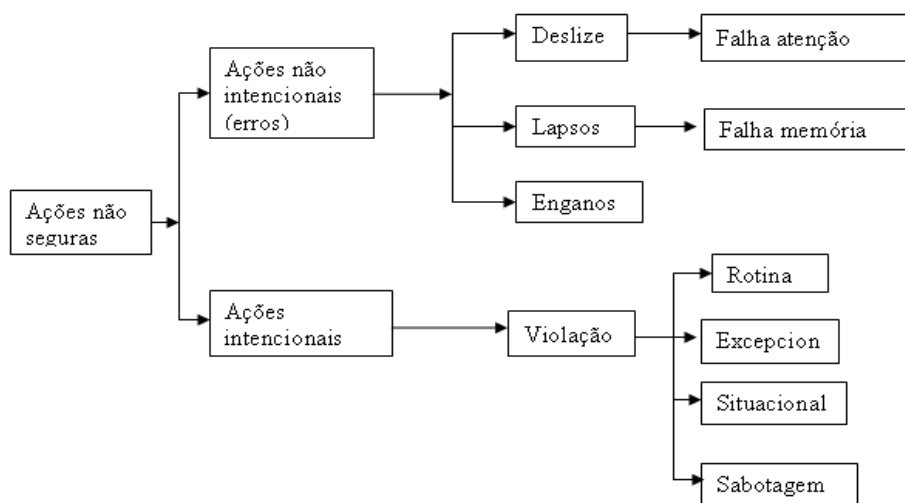 Ações não
seguras
Ações não
intencionais
(erros)
Deslize
Falha atenção
Lapsos
Falha memória
Enganos
Ações
intencionais
Violação
Rotina
Excepcion
Situacional
Sabotagem